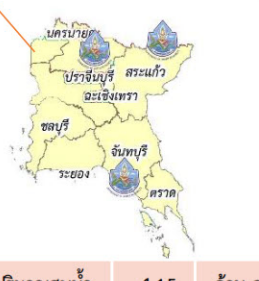 นครนายก
ปราจีนบุรี
สระแก้ว
ฉะเชิงเทรา
ชลบุรี
จันทบุรี
ระยอง
ตราด